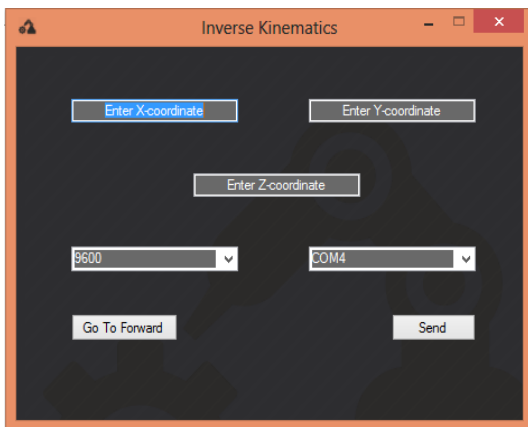 Inverse Kinematics
Enter X-coordinate
Enter Y-coordinate
Enter Z-coordinate
9600
COM4
Go To Forward
Send